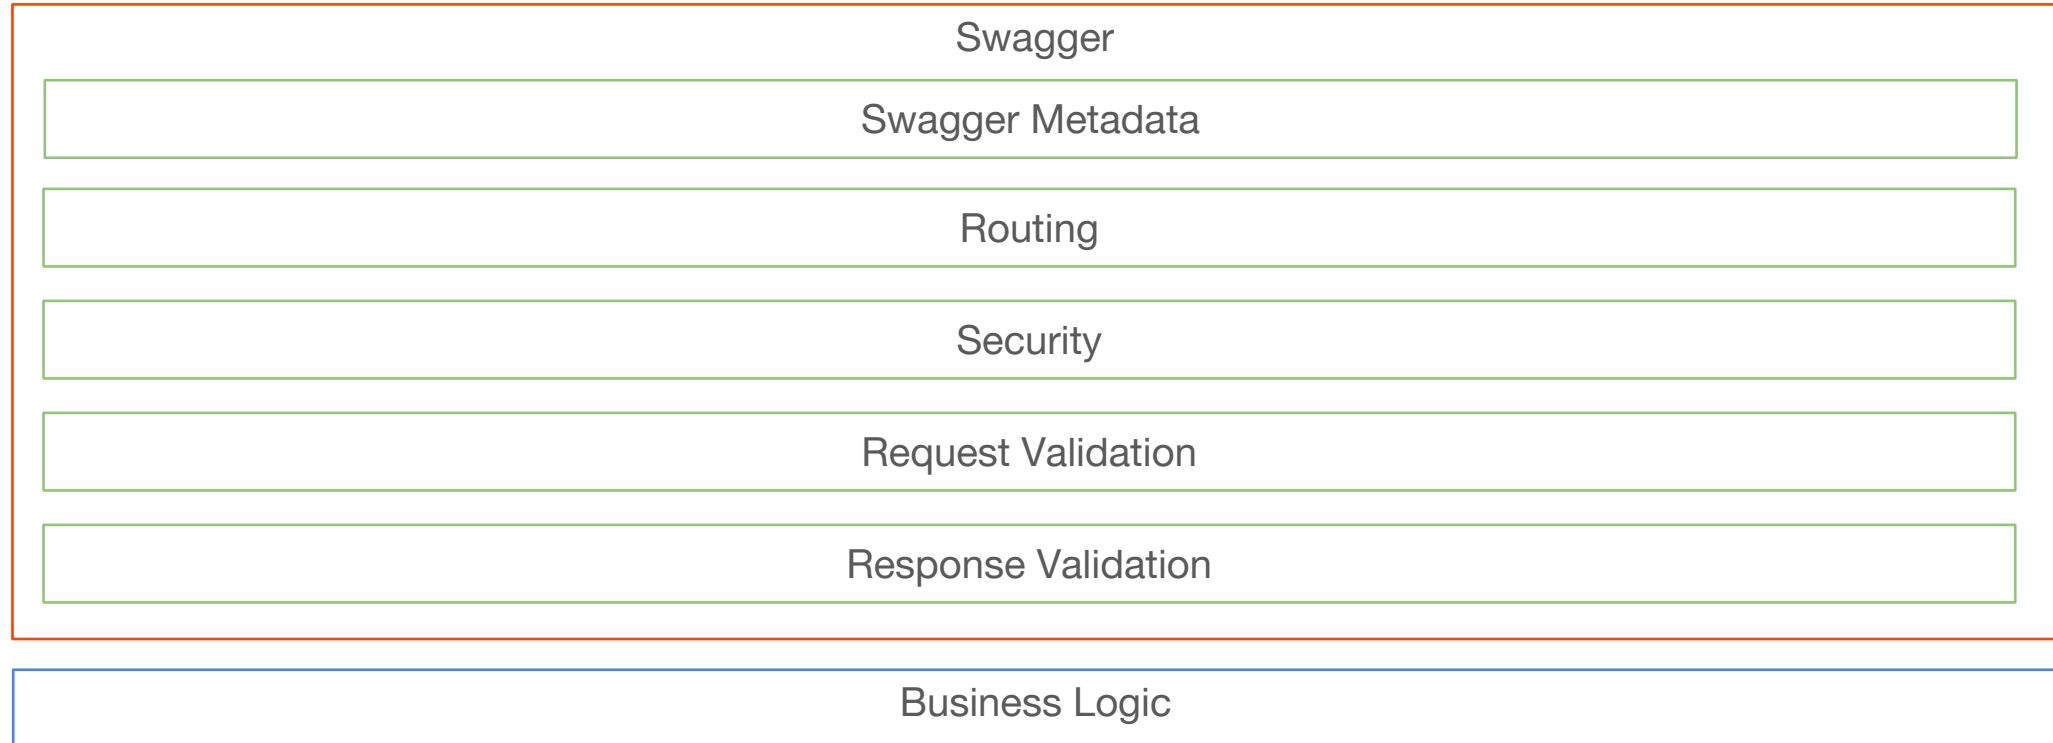 Swagger
Swagger Metadata
Routing
Security
Request Validation
Response Validation
Business Logic